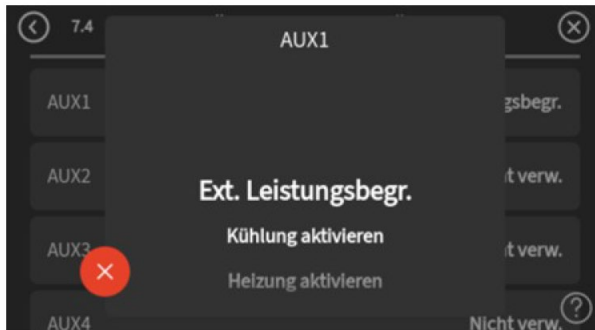 7.4
AUX1
AUX1
gsbegr.
AUX2
t verw.
Ext. Leistungsbegr.
Kühlung aktivieren
AUX3
t verw.
Heizung aktivieren
AUX4
Nicht verw.
?